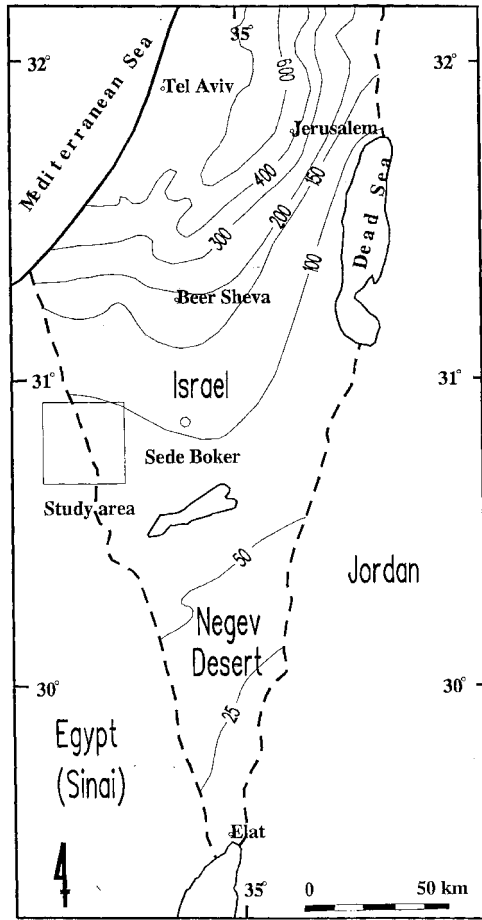 35°
32°
32°
Mediterranean Sea
600
Tel Aviv
Jerusalem
400
150
300
200
100
Dead Sea
Beer Sheva
31°
31°
Israel
Sede Boker
Study area
50
Jordan
Negev
Desert
30°
30°
25
Egypt
(Sinai)
Elat
35°
0 50 km